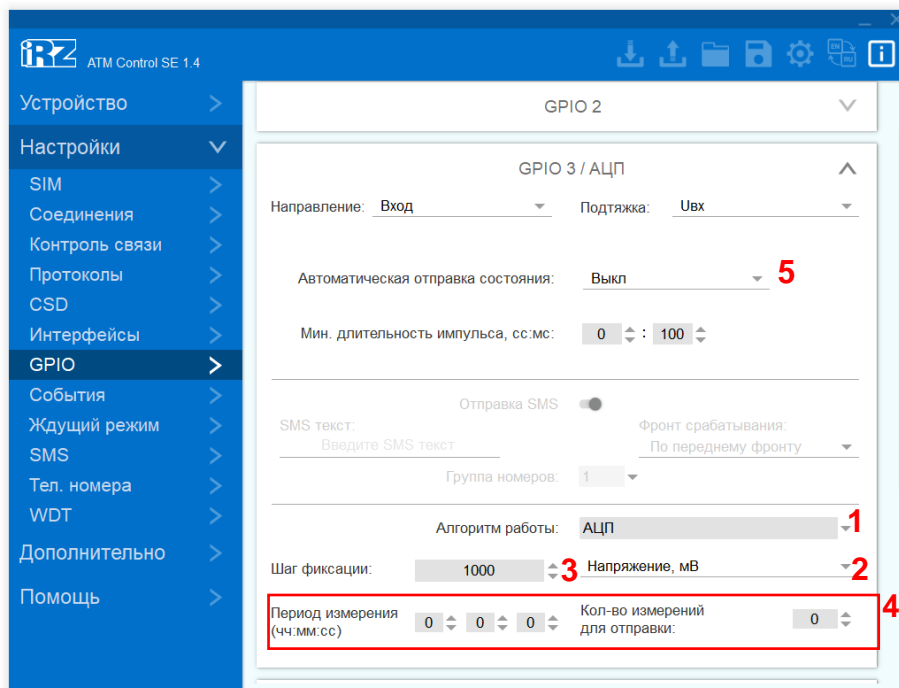 iRZ ATM Control SE 1.4
EN
RU
i
Устройство
Настройки
SIM
Соединения
Контроль связи
Протоколы
CSD
Интерфейсы
GPIO
События
Ждущий режим
SMS
Тел. номера
WDT
Дополнительно
Помощь
GPIO 2
GPIO 3 / АЦП
Направление: Вход Подтяжка: Uвх
Автоматическая отправка состояния: Выкл 5
Мин. длительность импульса, сс:мс: 0 : 100
Отправка SMS
SMS текст: Фронт срабатывания:
Введите SMS текст По переднему фронту
Группа номеров: 1
Алгоритм работы: АЦП 1
Шаг фиксации: 1000 3 Напряжение, мВ 2
Период измерения Кол-во измерений 4
(чч:мм:сс) 0 0 0 для отправки: 0